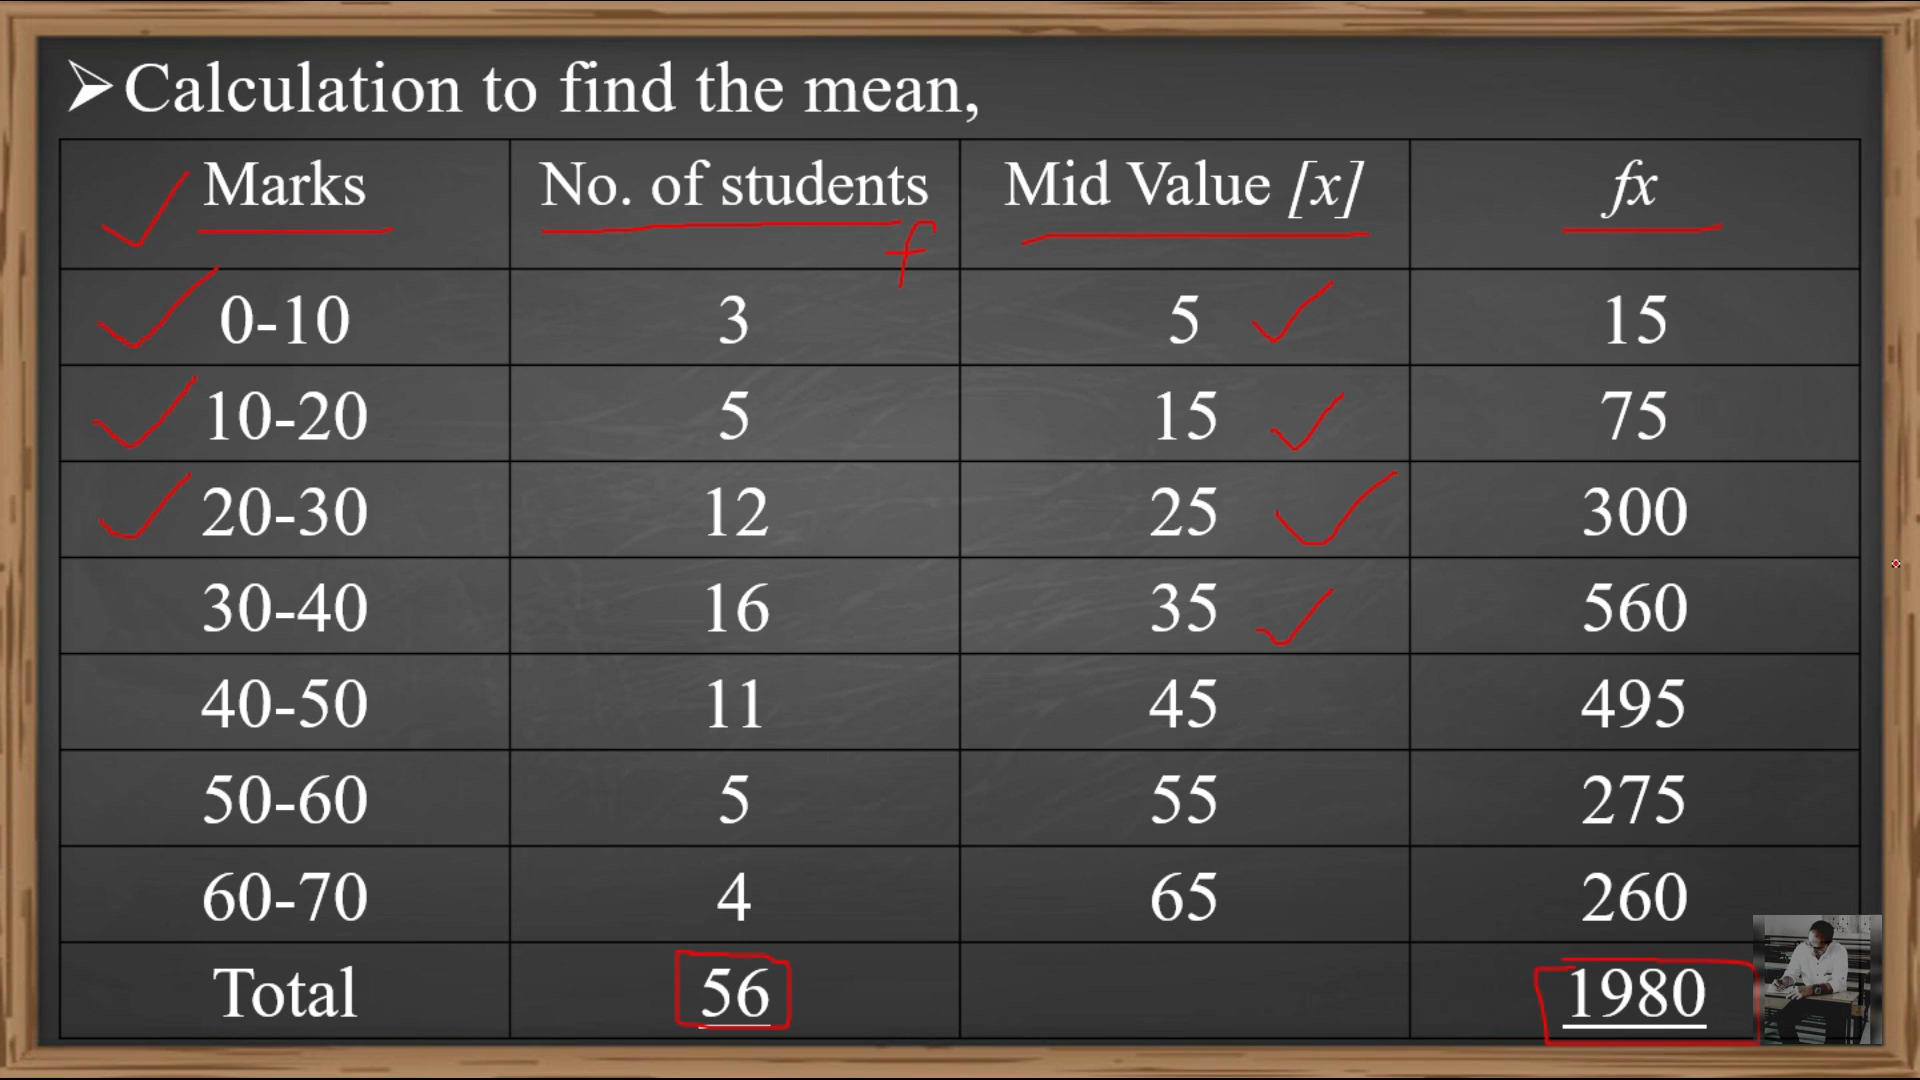 ➢Calculation to find the mean,
Marks No. of students Mid Value [x] fx
f
0-10 3 5 15
10-20 5 15 75
20-30 12 25 300
30-40 16 35 560
40-50 11 45 495
50-60 5 55 275
60-70 4 65 260
Total 56 1980